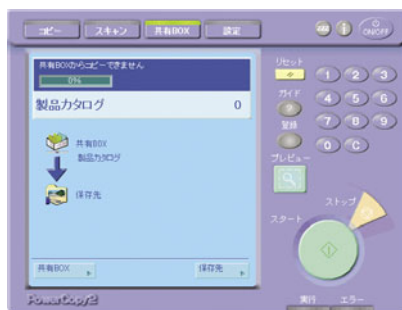 コピー
スキャン
共有BOX
設定
ON/OFF
共有BOXからコピーできません
0%
製品カタログ 0
共有BOX
製品カタログ
保存先
共有BOX
保存先
PowerCopy2
リセット
ガイド
登録
プレビュー
1 2 3
4 5 6
7 8 9
0 C
ストップ
スタート
実行 エラー